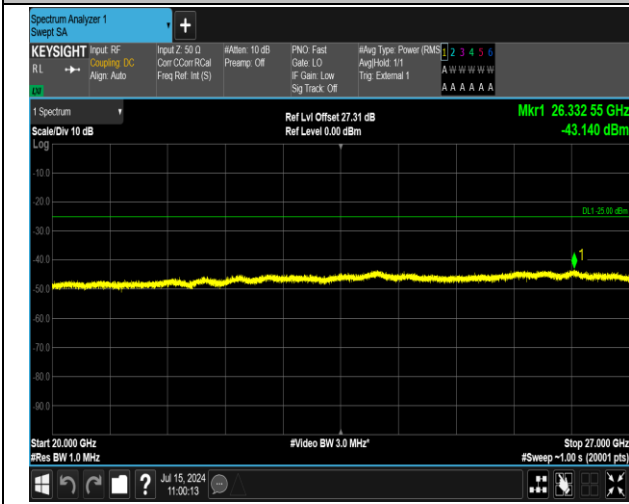 Spectrum Analyzer 1
Swept SA
KEYSIGHT
RL
Input: RF
Coupling: DC
Align: Auto
Input Z: 50 Ω
Corr CCorr RCal
Freq Ref: Int (S)
#Atten: 10 dB
Preamp: Off
PNO: Fast
Gate: LO
IF Gain: Low
Sig Track: Off
#Avg Type: Power (RMS
Avg|Hold: 1/1
Trig: External 1
1 2 3 4 5 6
A W W W W W
A A A A A A
1 Spectrum
Scale/Div 10 dB
Ref Lvl Offset 27.31 dB
Ref Level 0.00 dBm
Mkr1 26.332 55 GHz
-43.140 dBm
Log
-10.0
-20.0
DL1 -25.00 dBm
-30.0
-40.0
1
-50.0
-60.0
-70.0
-80.0
-90.0
Start 20.000 GHz
#Res BW 1.0 MHz
#Video BW 3.0 MHz*
Stop 27.000 GHz
#Sweep ~1.00 s (20001 pts)
?
Jul 15, 2024
11:00:13